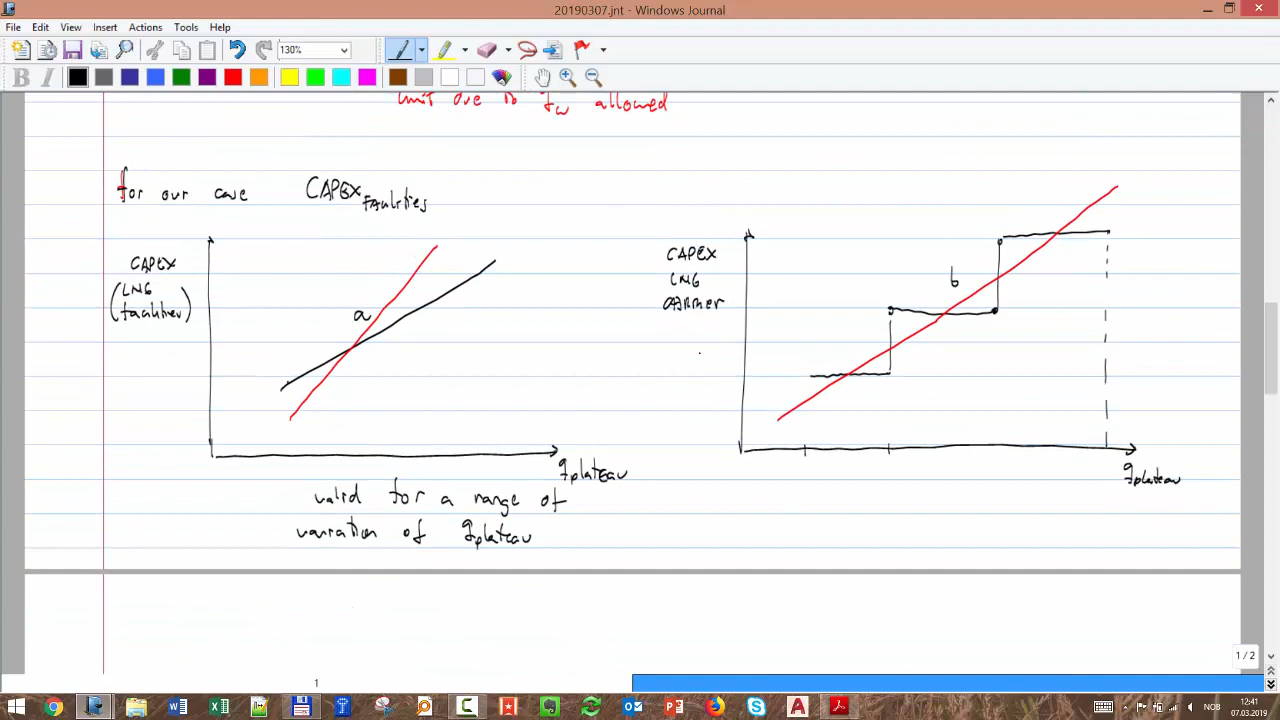 20190307.jnt - Windows Journal
File Edit View Insert Actions Tools Help
130%
limit due to qw allowed
for our case CAPEX Facilities
CAPEX
(LNG
facilities)
a
qplateau
valid for a range of
variation of qplateau
CAPEX
LNG
carrier
b
qplateau
1 / 2
1
NOB
12:41
07.03.2019